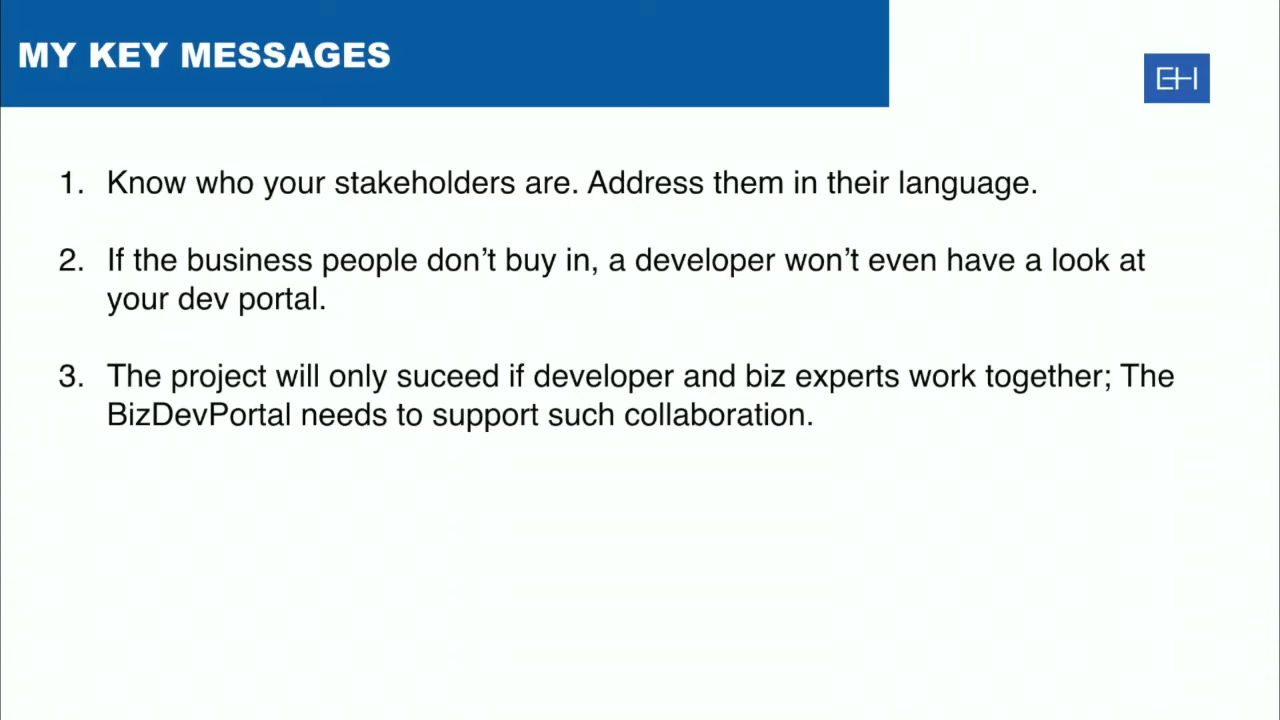 MY KEY MESSAGES
EH
1. Know who your stakeholders are. Address them in their language.
2. If the business people don’t buy in, a developer won’t even have a look at
your dev portal.
3. The project will only suceed if developer and biz experts work together; The
BizDevPortal needs to support such collaboration.